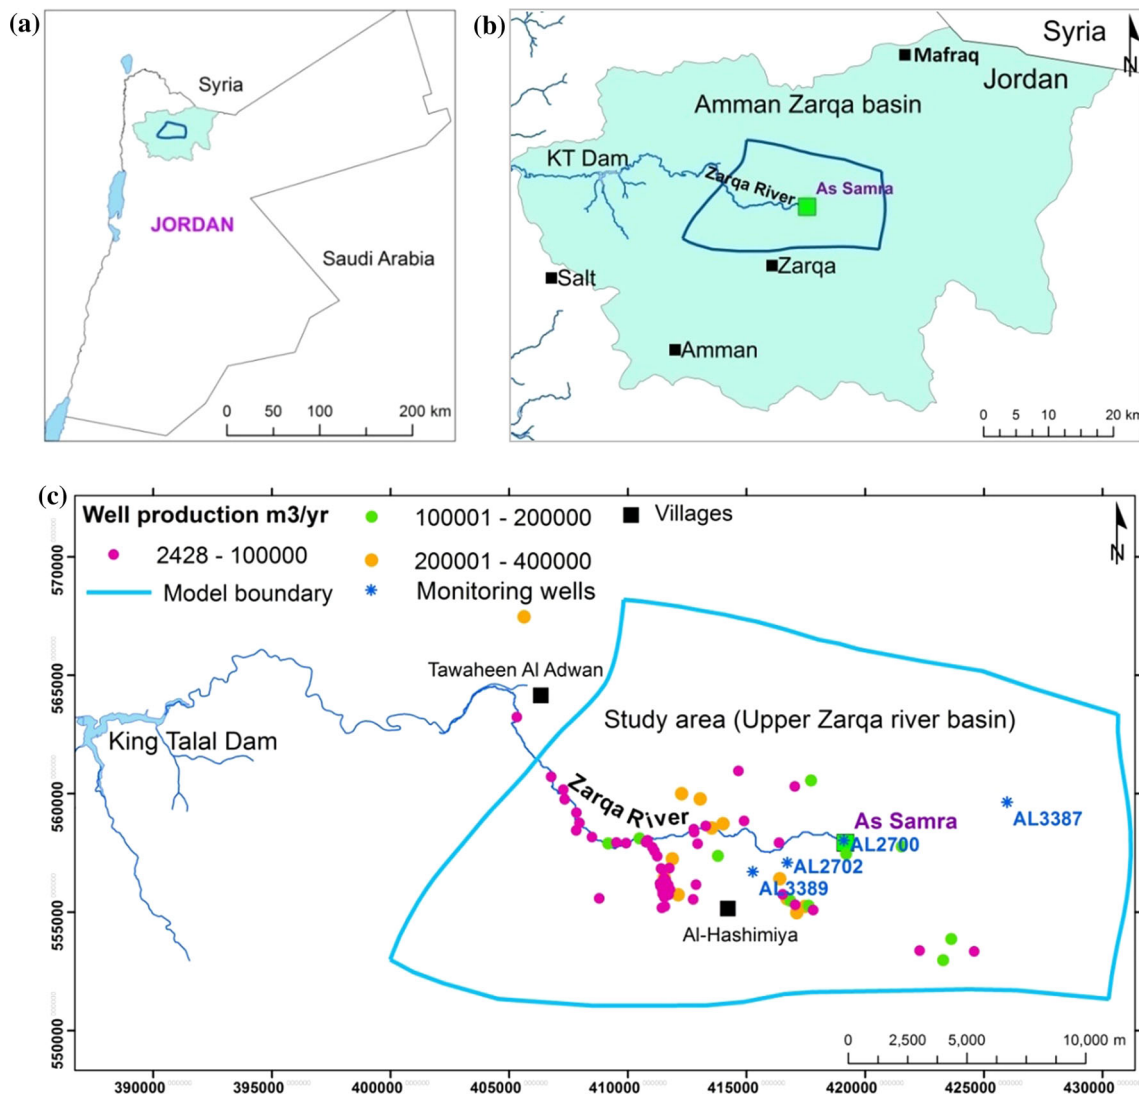 (a)
Syria
JORDAN
Saudi Arabia
0 50 100 200 km
(b)
Syria
N
Mafraq
Jordan
Amman Zarqa basin
KT Dam
Zarqa River
As Samra
Zarqa
Salt
Amman
0 5 10 20 km
(c)
Well production m3/yr
2428 - 100000
Model boundary
100001 - 200000
200001 - 400000
Monitoring wells
Villages
N
Tawaheen Al Adwan
Study area (Upper Zarqa river basin)
King Talal Dam
Zarqa River
As Samra
AL3387
AL2700
AL2702
AL3389
Al-Hashimiya
0 2,500 5,000 10,000 m
570000
5665000
5660000
5555000
5550000
550000
390000 395000 400000 405000 410000 415000 420000 425000 430000